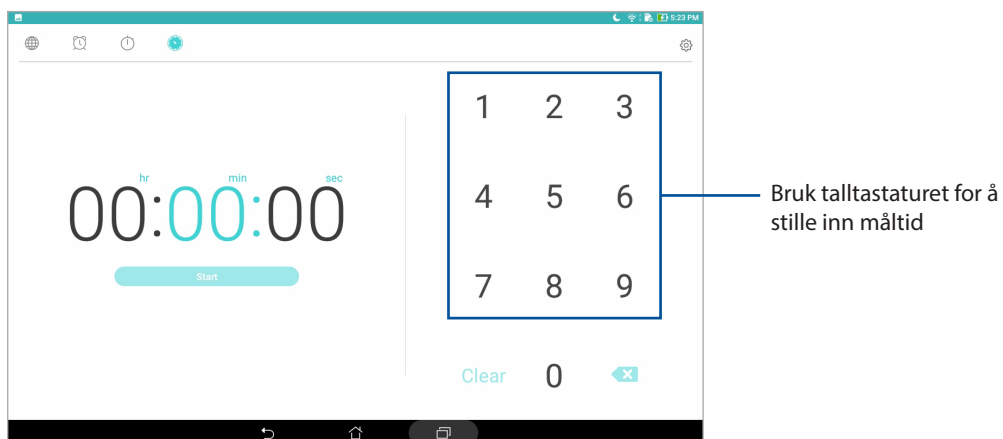 5:23 PM
1 2 3
hr min sec
00:00:00
4 5 6
Bruk talltastaturet for å
stille inn måltid
Start
7 8 9
Clear 0